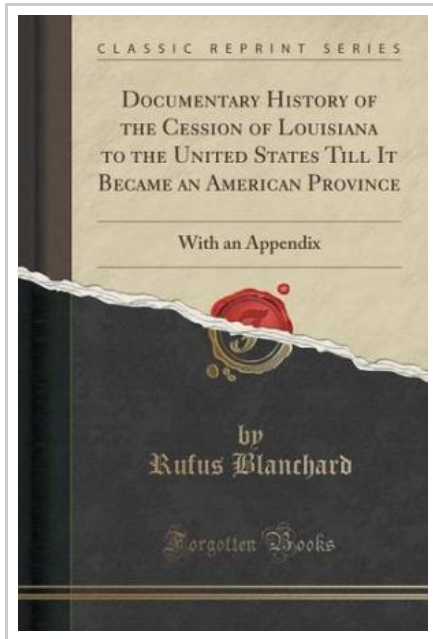 CLASSIC REPRINT SERIES
DOCUMENTARY HISTORY OF
THE CESSION OF LOUISIANA
TO THE UNITED STATES TILL IT
BECAME AN AMERICAN PROVINCE
With an Appendix
F
by
Rufus Blanchard
Forgotten Books